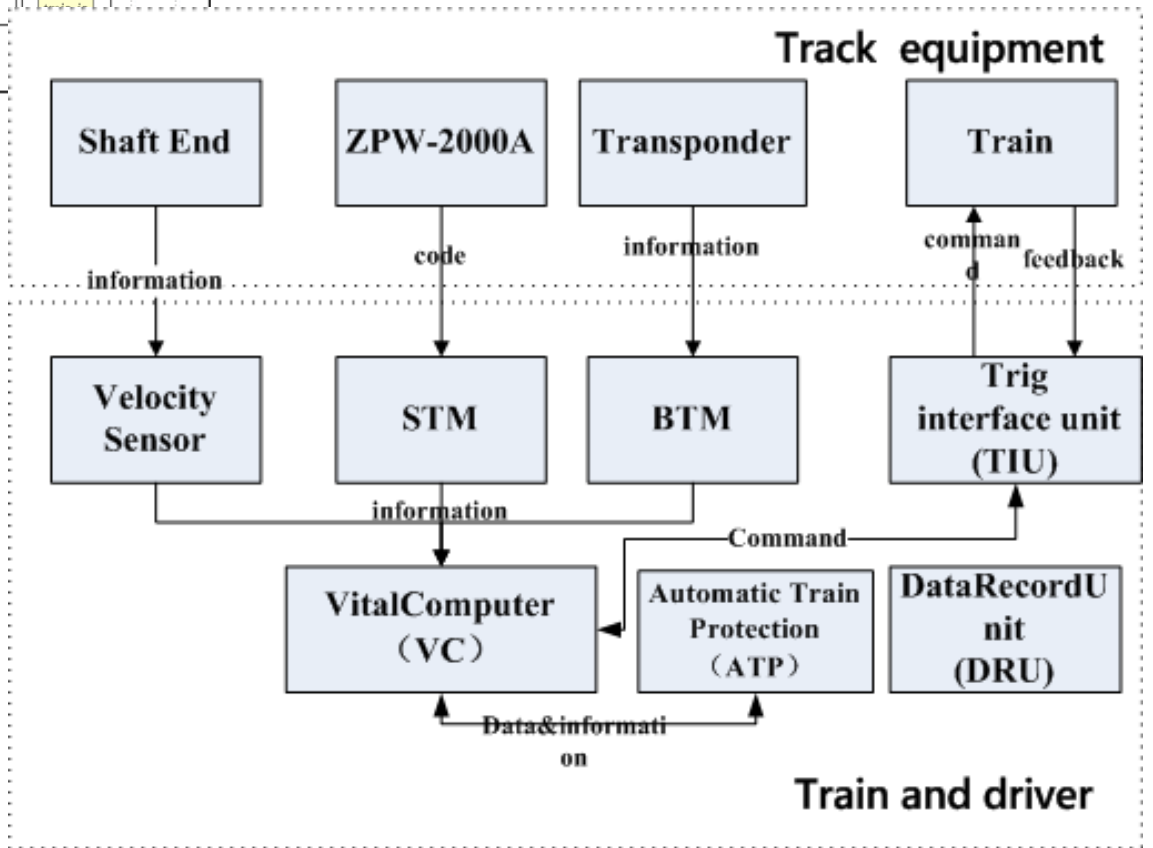 Track equipment
Shaft End
ZPW-2000A
Transponder
Train
information
code
information
comman
d
feedback
Velocity
Sensor
STM
BTM
Trig
interface unit
(TIU)
information
Command
VitalComputer
（VC）
Automatic Train
Protection
（ATP）
DataRecordU
nit
(DRU)
Data&informati
on
Train and driver